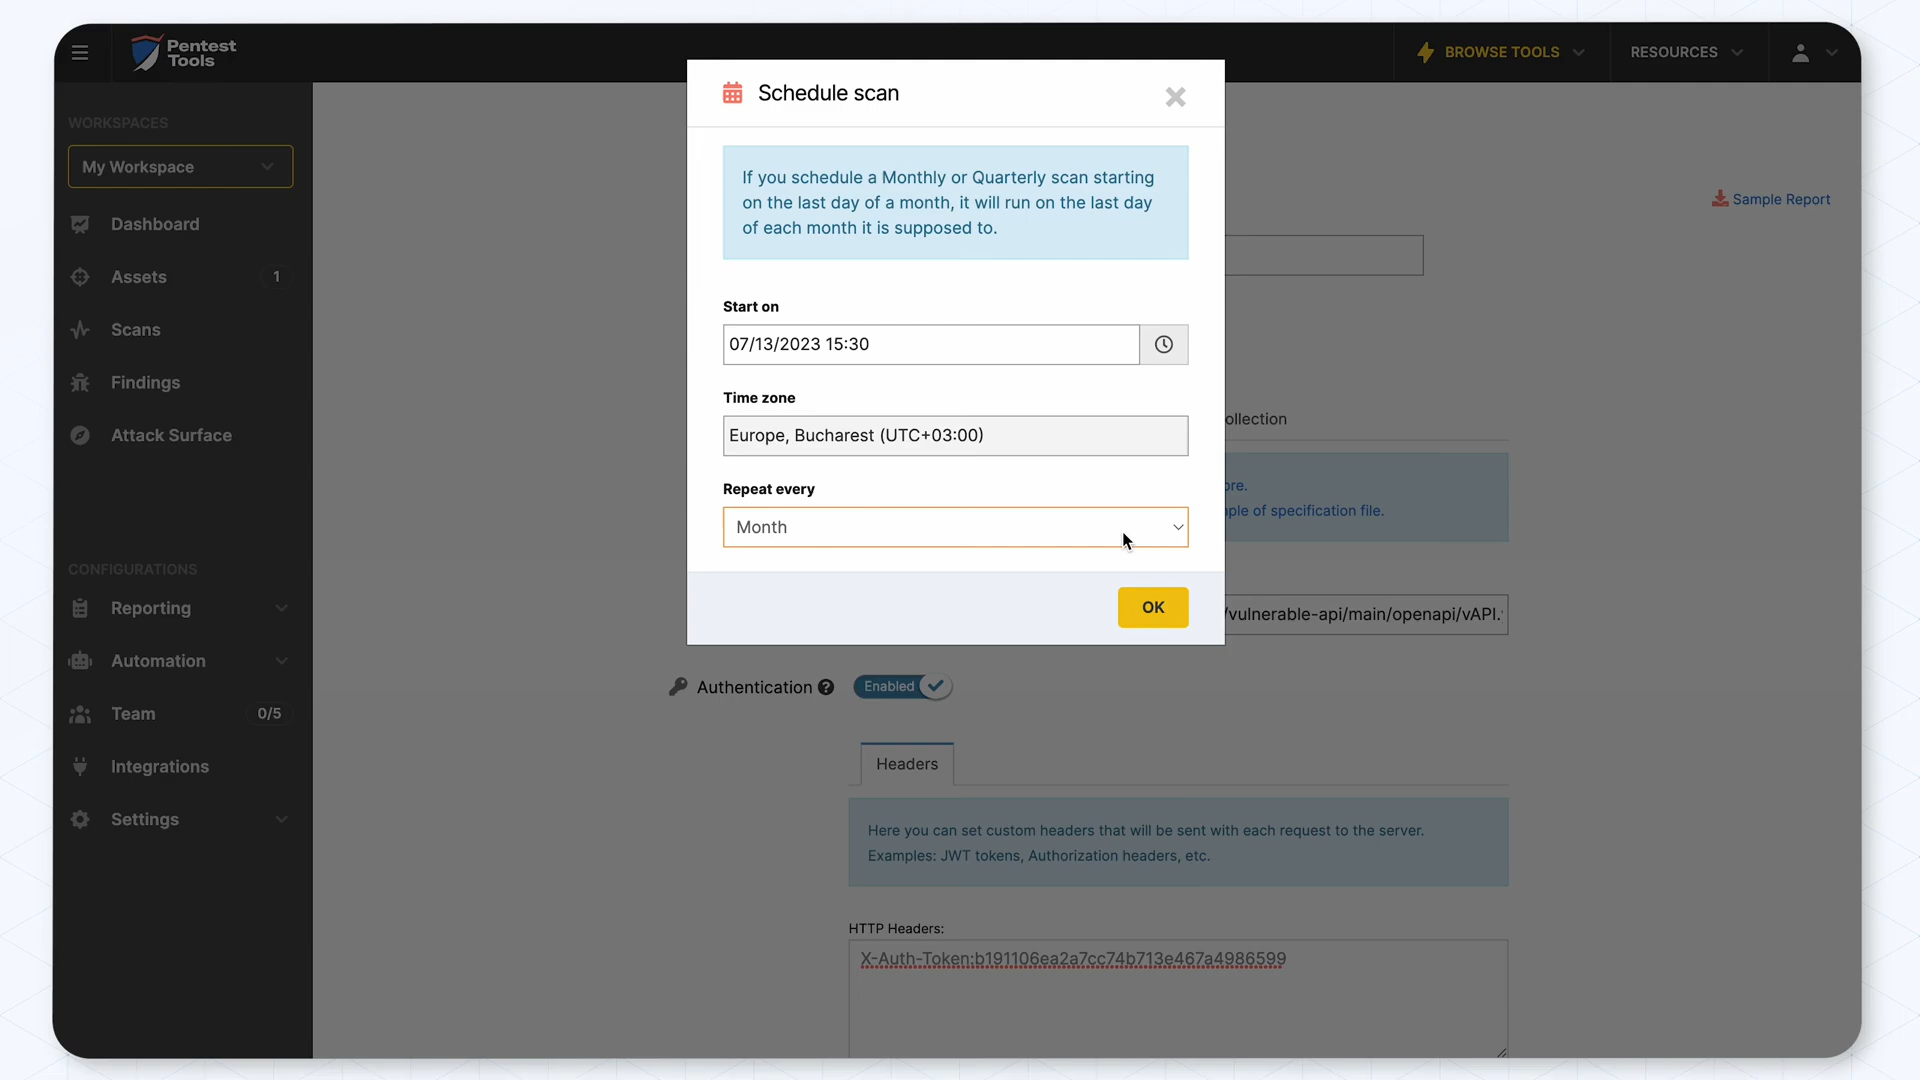 Pentest
Tools
BROWSE TOOLS
RESOURCES
WORKSPACES
My Workspace
Dashboard
Assets
1
Scans
Findings
Attack Surface
CONFIGURATIONS
Reporting
Automation
Team
0/5
Integrations
Settings
Schedule scan
If you schedule a Monthly or Quarterly scan starting
on the last day of a month, it will run on the last day
of each month it is supposed to.
Start on
07/13/2023 15:30
Time zone
Europe, Bucharest (UTC+03:00)
Repeat every
Month
OK
Sample Report
ollection
ore.
ple of specification file.
/vulnerable-api/main/openapi/vAPI.
Authentication
Enabled
Headers
Here you can set custom headers that will be sent with each request to the server.
Examples: JWT tokens, Authorization headers, etc.
HTTP Headers:
X-Auth-Token:b191106ea2a7cc74b713e467a4986599